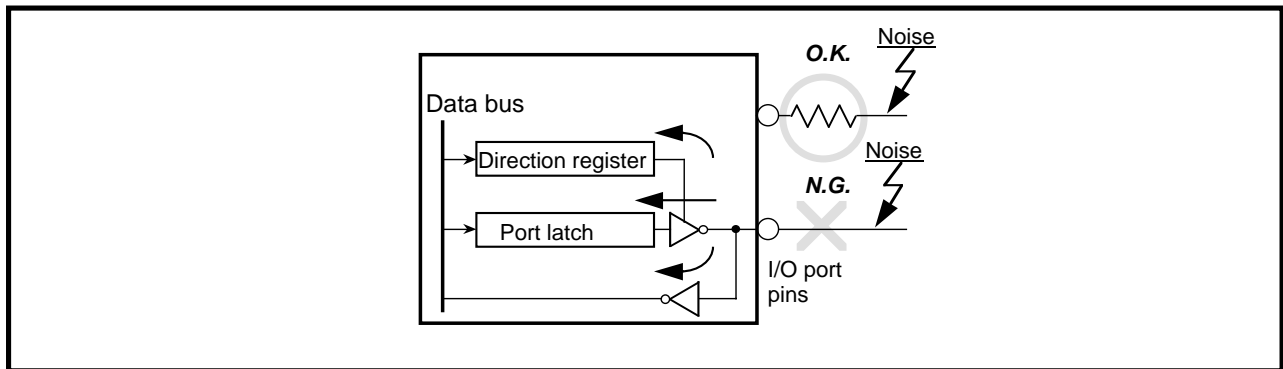 Noise
O.K.
Data bus
Direction register
Noise
N.G.
Port latch
I/O port
pins